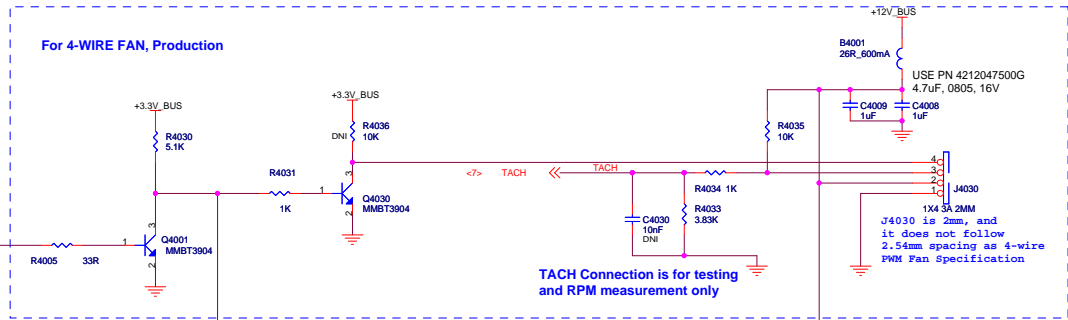 +12V_BUS
For 4-WIRE FAN, Production
B4001
26R_600mA
USE PN 4212047500G
4.7uF, 0805, 16V
+3.3V_BUS
+3.3V_BUS
C4009
1uF
C4008
1uF
R4030
5.1K
DNI
R4036
10K
R4035
10K
R4031
1K
3
1
2
Q4030
MMBT3904
<7>
TACH
TACH
R4034 1K
4
3
2
1
J4030
1X4 3A 2MM
C4030
10nF
DNI
R4033
3.83K
J4030 is 2mm, and
it does not follow
2.54mm spacing as 4-wire
PWM Fan Specification
3
1
2
Q4001
MMBT3904
R4005
33R
TACH Connection is for testing
and RPM measurement only